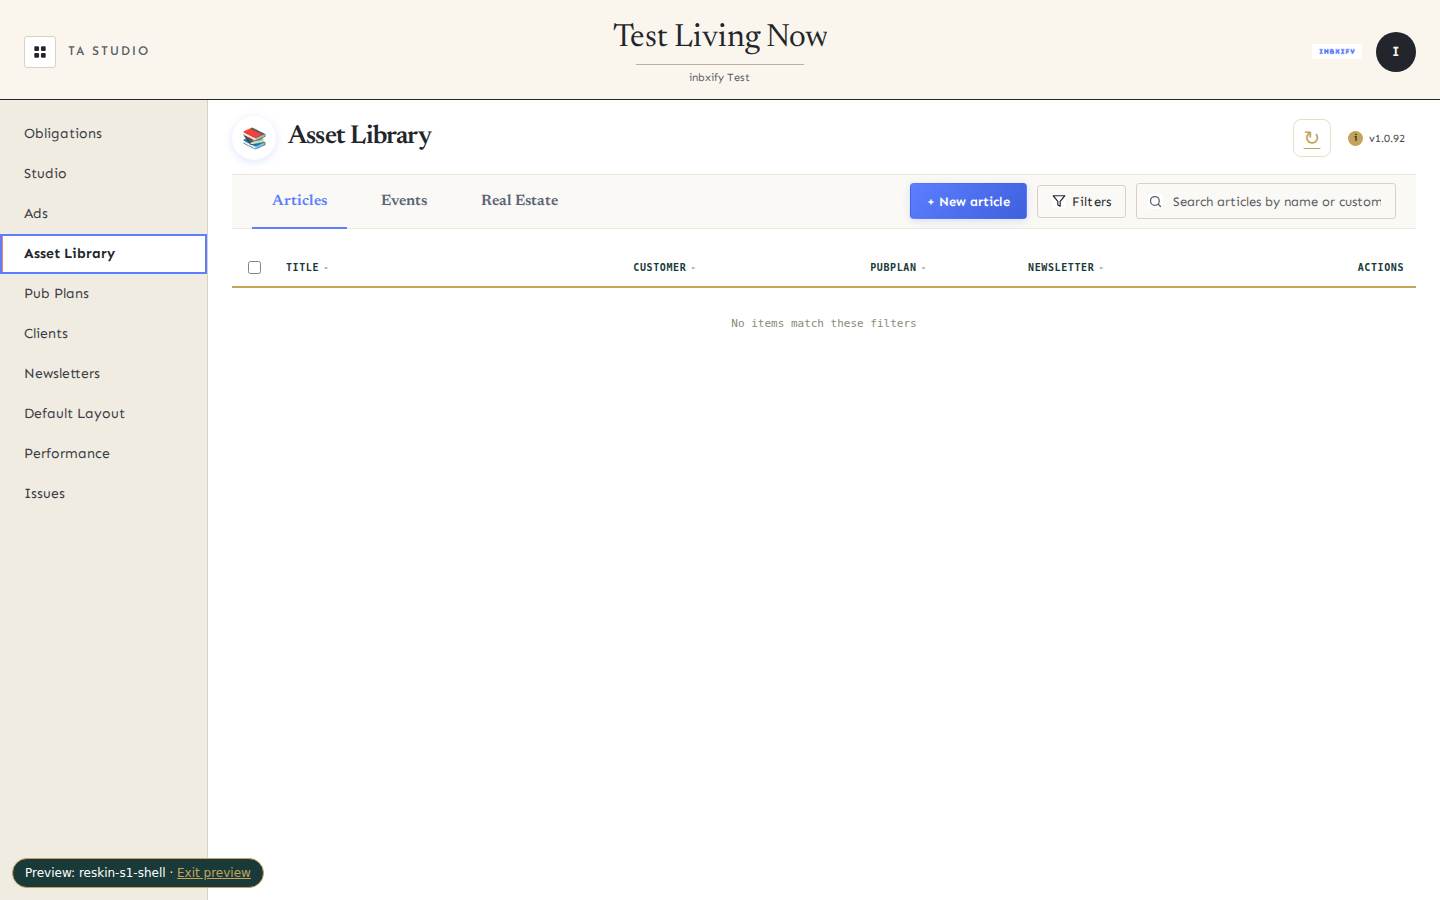 TA STUDIO
Test Living Now
inbxify Test
INBXIFY
I
Obligations
Studio
Ads
Asset Library
Pub Plans
Clients
Newsletters
Default Layout
Performance
Issues
Asset Library
↻
i v1.0.92
Articles Events Real Estate
+ New article
Filters
Search articles by name or custom
TITLE - CUSTOMER - PUBPLAN - NEWSLETTER - ACTIONS
No items match these filters
Preview: reskin-s1-shell · Exit preview